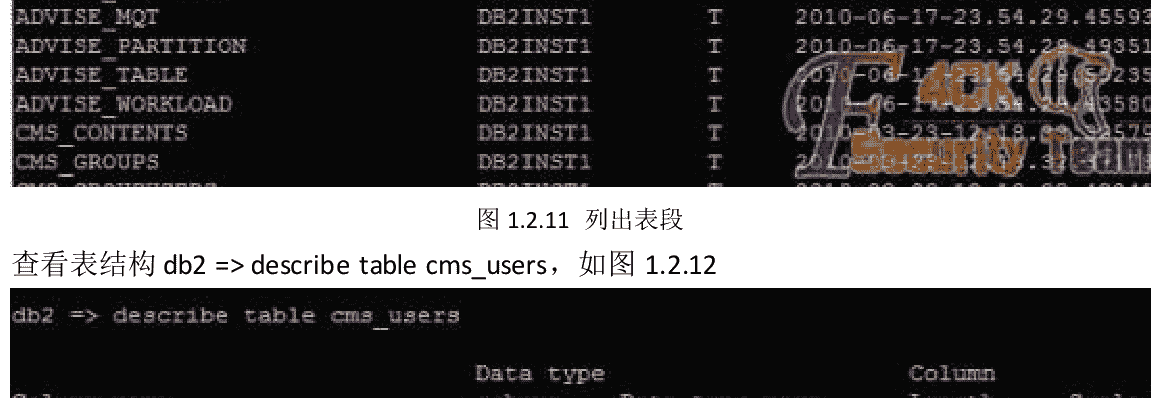 ADVISE_MQT DB2INST1 T 2010-06-17-23.54.29.45593
ADVISE_PARTITION DB2INST1 T 2010-06-17-23.54.29.49351
ADVISE_TABLE DB2INST1 T
ADVISE_WORKLOAD DB2INST1 T
CMS_CONTENTS DB2INST1 T
CMS_GROUPS DB2INST1 T
Security Team
图 1.2.11 列出表段
查看表结构 db2 => describe table cms_users，如图 1.2.12
db2 => describe table cms_users
Data type Column